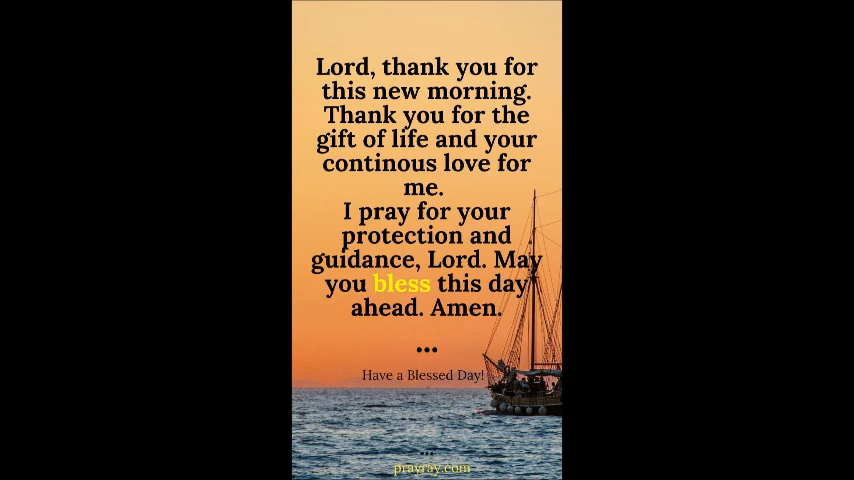 Lord, thank you for
this new morning.
Thank you for the
gift of life and your
continous love for
me.
I pray for your
protection and
guidance, Lord. May
you bless this day
ahead. Amen.
•••
Have a Blessed Day!
•••
prayray.com